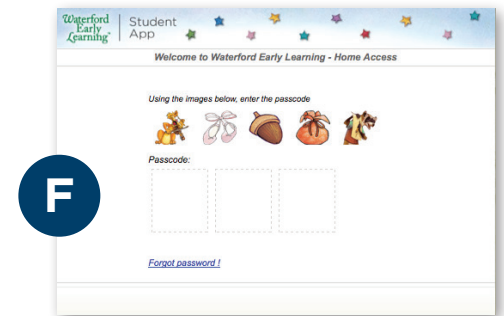 Waterford
Early
Learning
Student
App
Welcome to Waterford Early Learning - Home Access
Using the images below, enter the passcode
Passcode:
F
Forgot password !